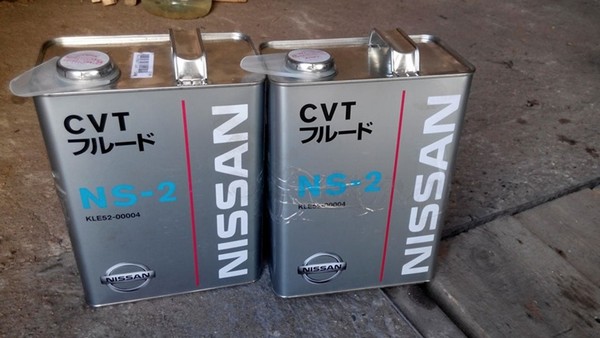 CVT
フルード
NS-2
KLE52-00004
NISSAN
NISSAN
CVT
フルード
NS-2
KLE52-00004
NISSAN
NISSAN